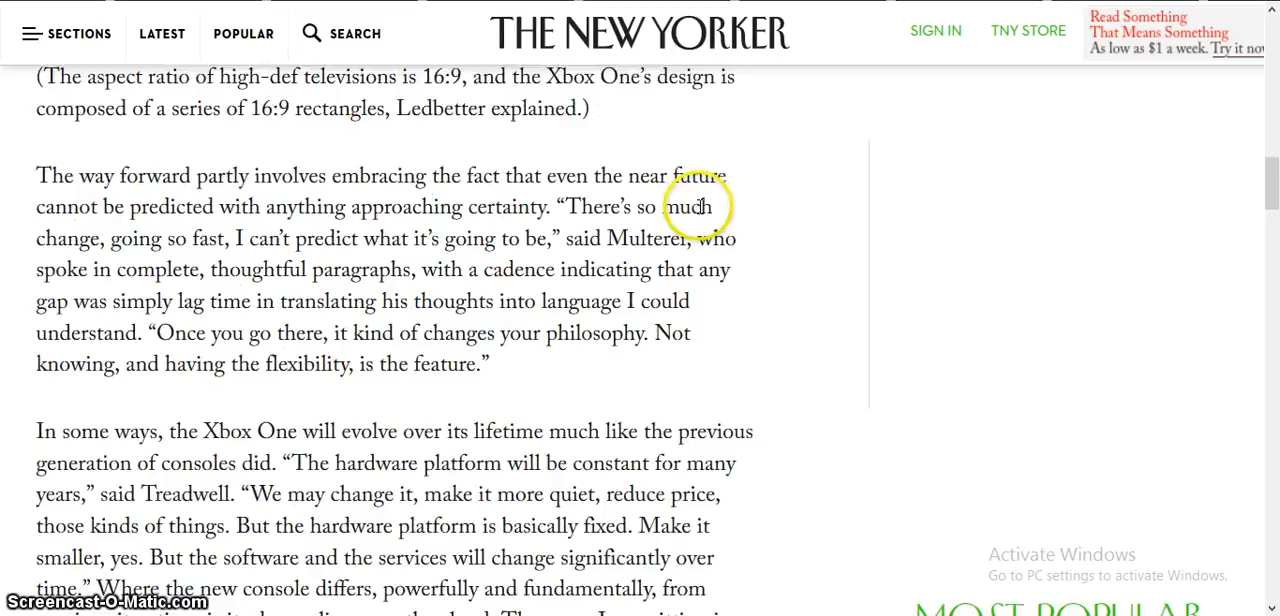 SECTIONS LATEST POPULAR SEARCH THE NEW YORKER SIGN IN TNY STORE
Read Something
That Means Something
As low as $1 a week. Try it now
(The aspect ratio of high-def televisions is 16:9, and the Xbox One’s design is
composed of a series of 16:9 rectangles, Ledbetter explained.)
The way forward partly involves embracing the fact that even the near future
cannot be predicted with anything approaching certainty. “There’s so much
change, going so fast, I can’t predict what it’s going to be,” said Multerer, who
spoke in complete, thoughtful paragraphs, with a cadence indicating that any
gap was simply lag time in translating his thoughts into language I could
understand. “Once you go there, it kind of changes your philosophy. Not
knowing, and having the flexibility, is the feature.”
In some ways, the Xbox One will evolve over its lifetime much like the previous
generation of consoles did. “The hardware platform will be constant for many
years,” said Treadwell. “We may change it, make it more quiet, reduce price,
those kinds of things. But the hardware platform is basically fixed. Make it
smaller, yes. But the software and the services will change significantly over
time.” Where the new console differs, powerfully and fundamentally, from
Activate Windows
Go to PC settings to activate Windows.
MOST POPULAR
Screencast-O-Matic.com